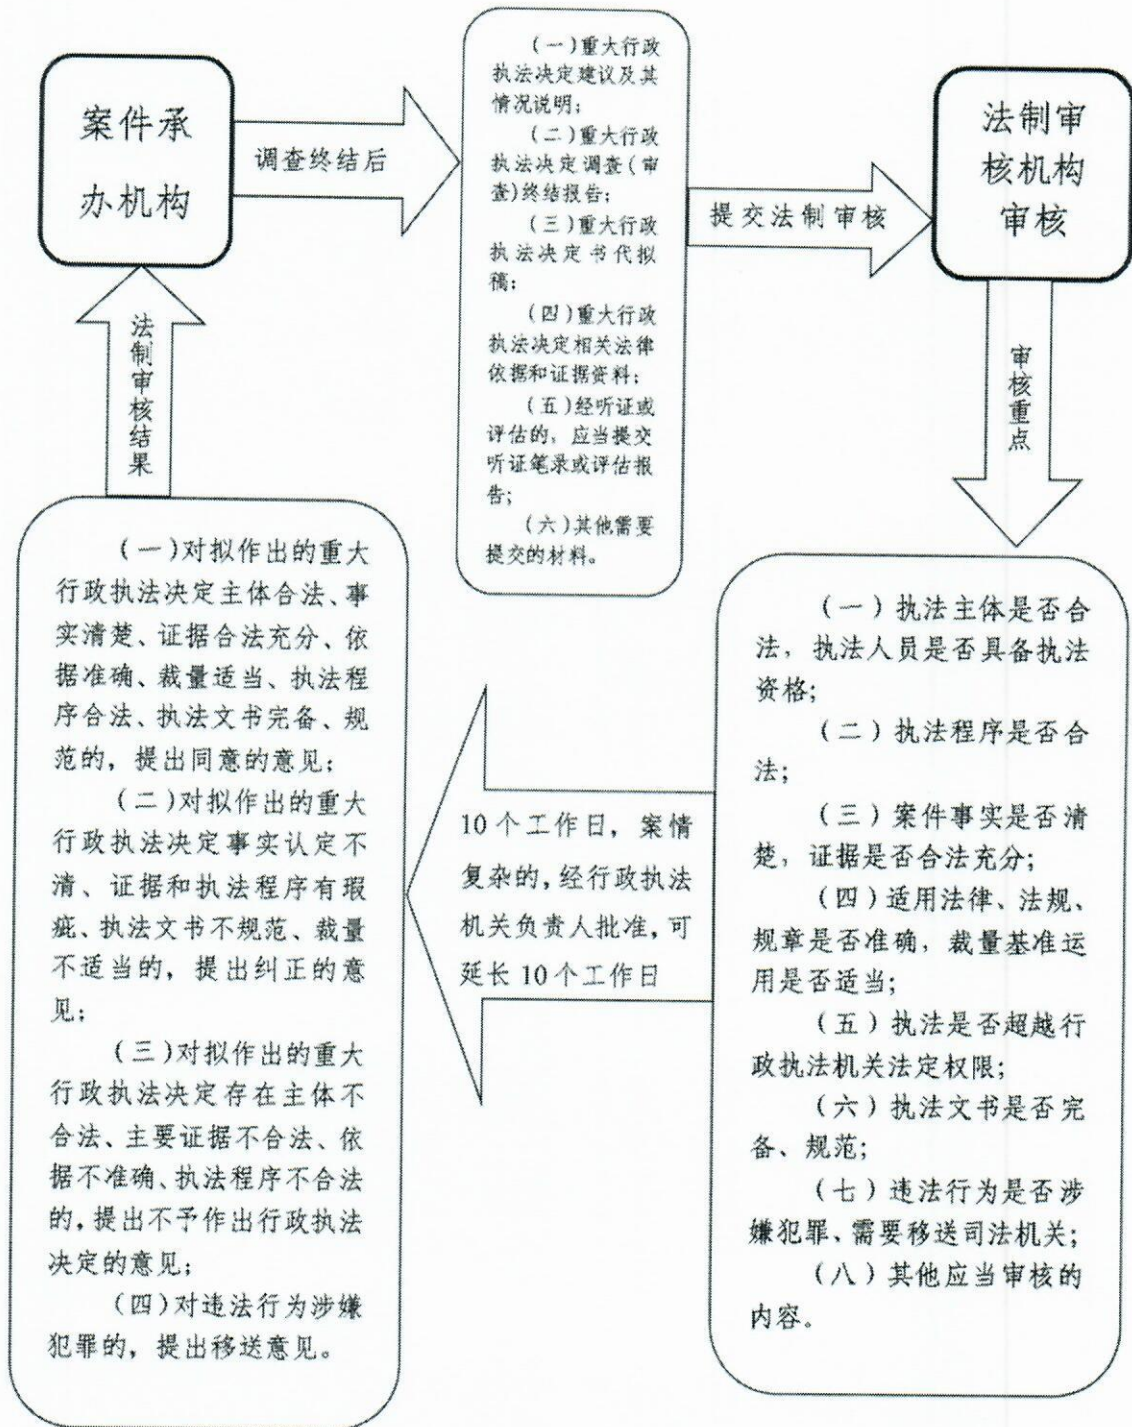 案件承
办机构
调查终结后
（一）重大行政
执法决定建议及其
情况说明；
（二）重大行政
执法决定调查（审
查）终结报告；
（三）重大行政
执法决定书代拟
稿；
（四）重大行政
执法决定相关法律
依据和证据资料；
（五）经听证或
评估的，应当提交
听证笔录或评估报
告；
（六）其他需要
提交的材料。
提交法制审核
法制审
核机构
审核
审核重点
（一）执法主体是否合
法，执法人员是否具备执法
资格；
（二）执法程序是否合
法；
（三）案件事实是否清
楚，证据是否合法充分；
（四）适用法律、法规、
规章是否准确，裁量基准运
用是否适当；
（五）执法是否超越行
政执法机关法定权限；
（六）执法文书是否完
备、规范；
（七）违法行为是否涉
嫌犯罪、需要移送司法机关；
（八）其他应当审核的
内容。
10个工作日，案情
复杂的，经行政执法
机关负责人批准，可
延长10个工作日
（一）对拟作出的重大
行政执法决定主体合法、事
实清楚、证据合法充分、依
据准确、裁量适当、执法程
序合法、执法文书完备、规
范的，提出同意的意见；
（二）对拟作出的重大
行政执法决定事实认定不
清、证据和执法程序有瑕
疵、执法文书不规范、裁量
不适当的，提出纠正的意
见；
（三）对拟作出的重大
行政执法决定存在主体不
合法、主要证据不合法、依
据不准确、执法程序不合法
的，提出不予作出行政执法
决定的意见；
（四）对违法行为涉嫌
犯罪的，提出移送意见。
法制审核结果